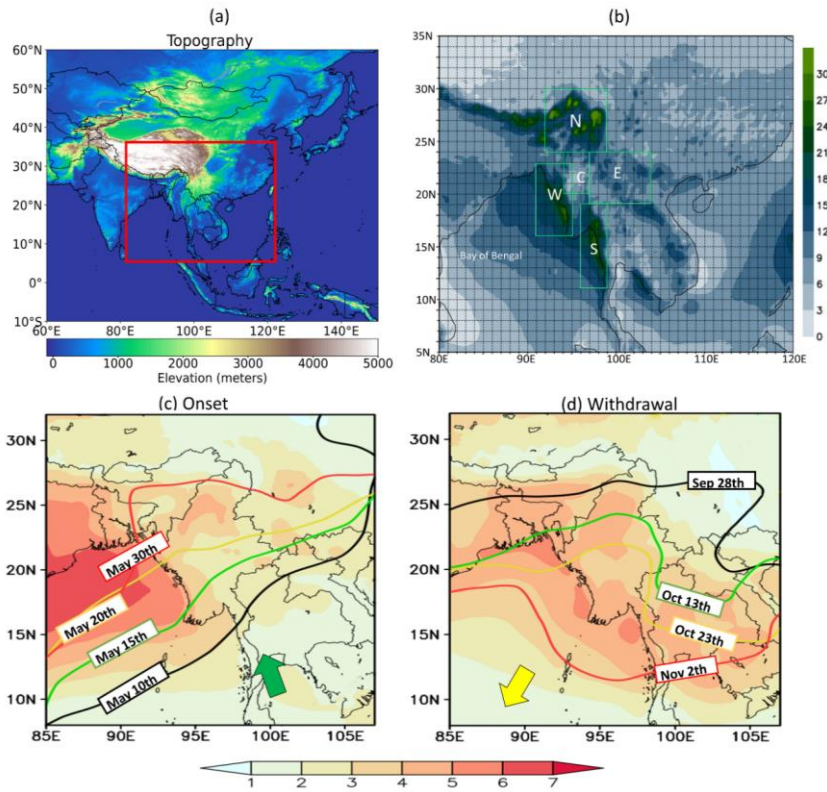 (a)
Topography
60°N
50°N
40°N
30°N
20°N
10°N
0°
10°S
60°E
80°E
100°E
120°E
140°E
0
1000
2000
3000
4000
5000
Elevation (meters)
(b)
35N
30N
25N
20N
15N
10N
5N
80E
90E
100E
110E
120E
N
C
E
W
S
Bay of Bengal
30
27
24
21
18
15
12
9
6
3
0
(c) Onset
30N
25N
20N
15N
10N
85E
90E
95E
100E
105E
May 30th
May 20th
May 15th
May 10th
(d) Withdrawal
30N
25N
20N
15N
10N
85E
90E
95E
100E
105E
Sep 28th
Oct 13th
Oct 23th
Nov 2th
1
2
3
4
5
6
7